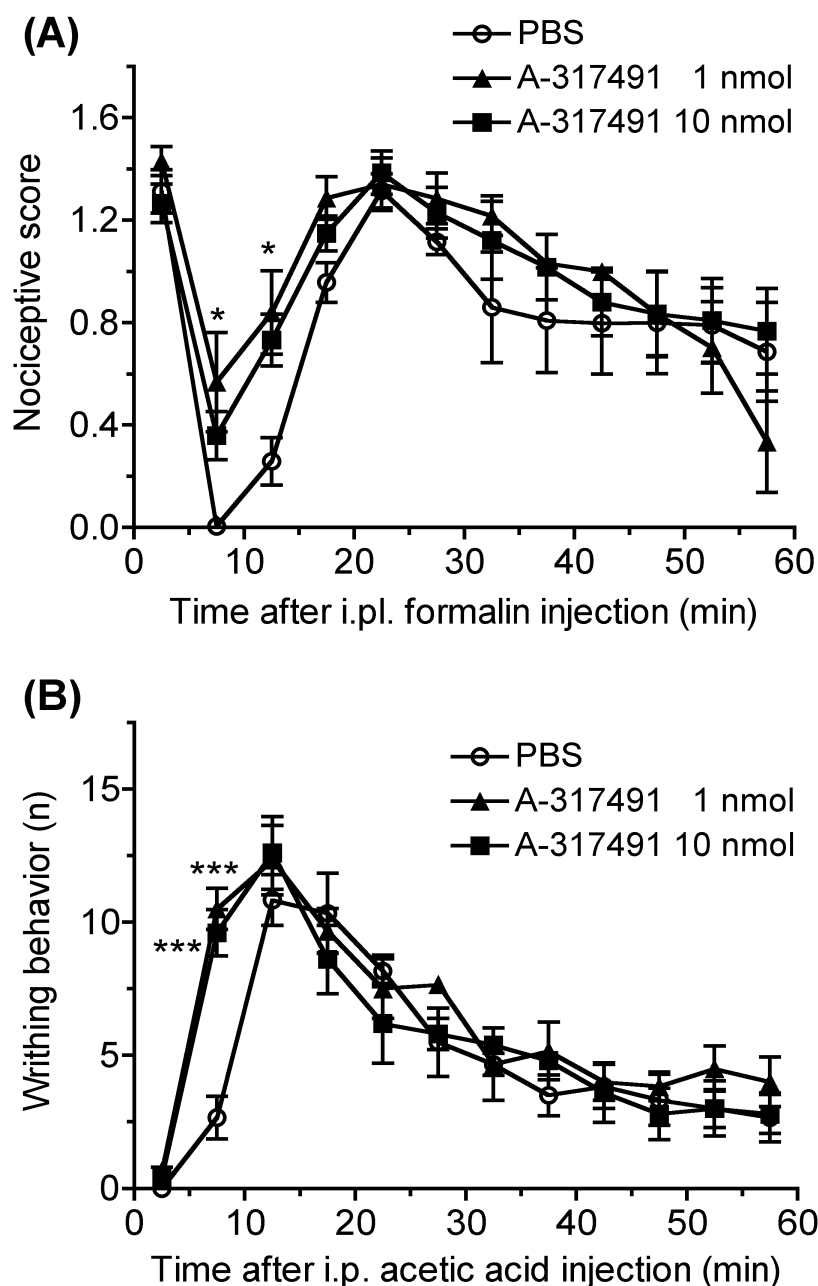 (A)
PBS
A-317491 1 nmol
A-317491 10 nmol
Nociceptive score
1.6
1.2
0.8
0.4
0.0
*
*
0 10 20 30 40 50 60
Time after i.pl. formalin injection (min)
(B)
PBS
A-317491 1 nmol
A-317491 10 nmol
Writhing behavior (n)
15
10
5
0
***
***
0 10 20 30 40 50 60
Time after i.p. acetic acid injection (min)